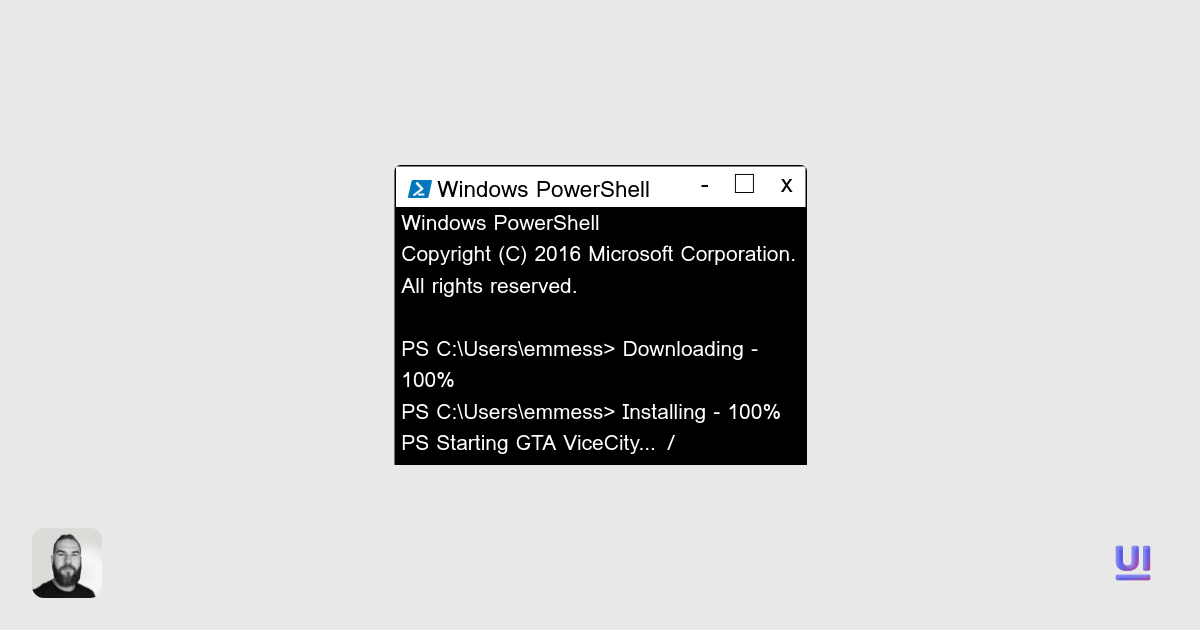 Windows PowerShell - x
Windows PowerShell
Copyright (C) 2016 Microsoft Corporation.
All rights reserved.
PS C:\Users\emmess> Downloading -
100%
PS C:\Users\emmess> Installing - 100%
PS Starting GTA ViceCity... /
UI